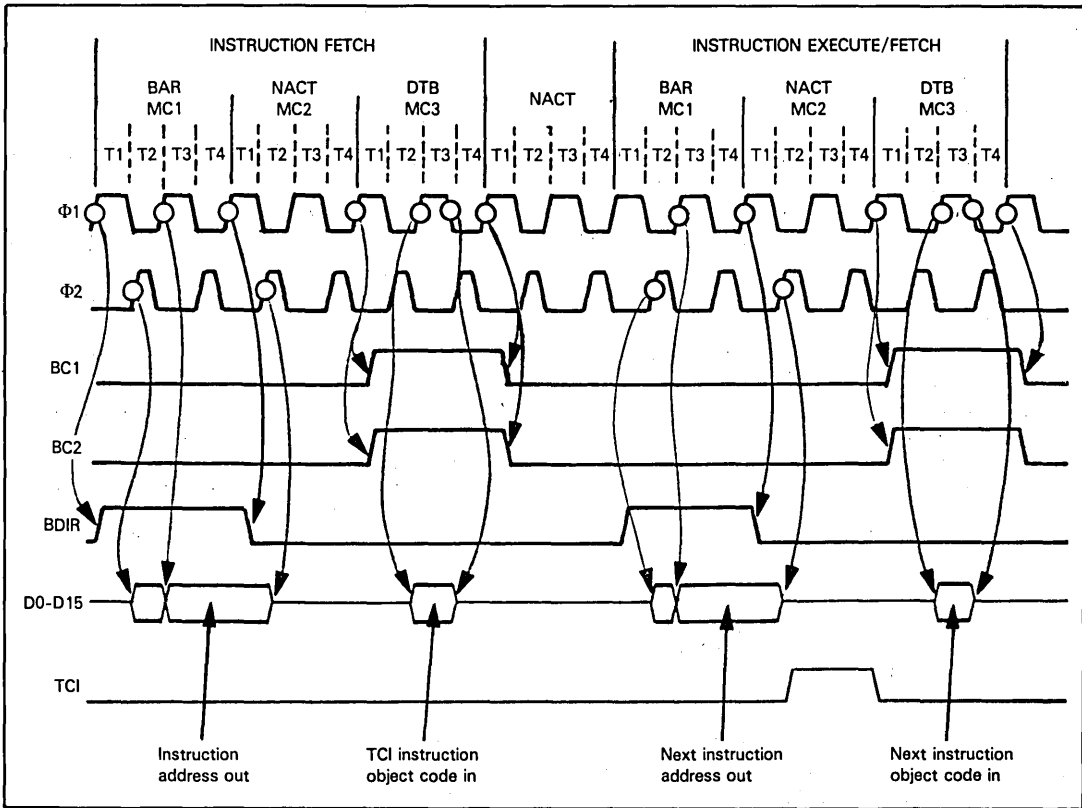 INSTRUCTION FETCH INSTRUCTION EXECUTE/FETCH
BAR NACT DTB NACT BAR NACT DTB
MC1 MC2 MC3 MC1 MC2 MC3
T1 T2 T3 T4 T1 T2 T3 T4 T1 T2 T3 T4 T1 T2 T3 T4 T1 T2 T3 T4 T1 T2 T3 T4 T1 T2 T3 T4
Φ1
Φ2
BC1
BC2
BDIR
D0-D15
TCI
Instruction TCI instruction Next instruction Next instruction
address out object code in address out object code in